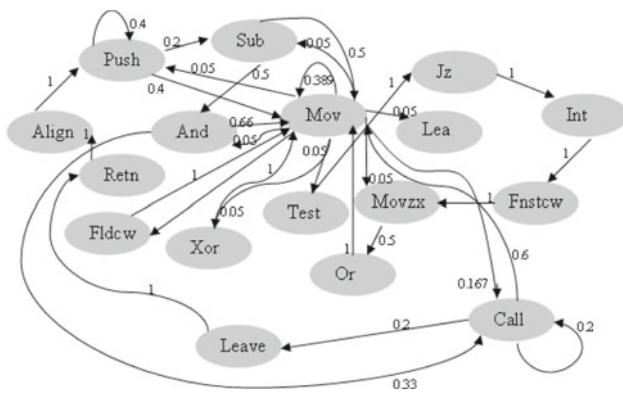 0.4
Sub
0.2
0.05
Push
0.5
0.05
0.5
0.389
Jz
1
1
0.4
1
Mov
0.05
Int
Align
And
0.66
Lea
0.05
1
1
Retn
1
1
0.05
0.05
Movzx
1
Fnstcw
Fldcw
0.05
Test
Xor
1
0.5
0.6
Or
0.167
1
Call
0.2
0.2
Leave
0.33